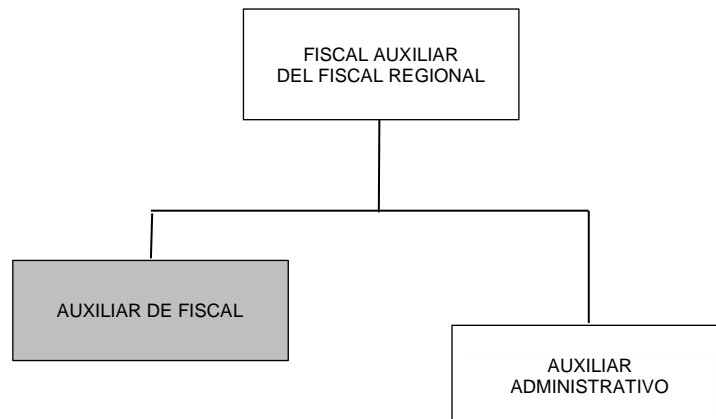 FISCAL AUXILIAR
DEL FISCAL REGIONAL
AUXILIAR DE FISCAL
AUXILIAR
ADMINISTRATIVO